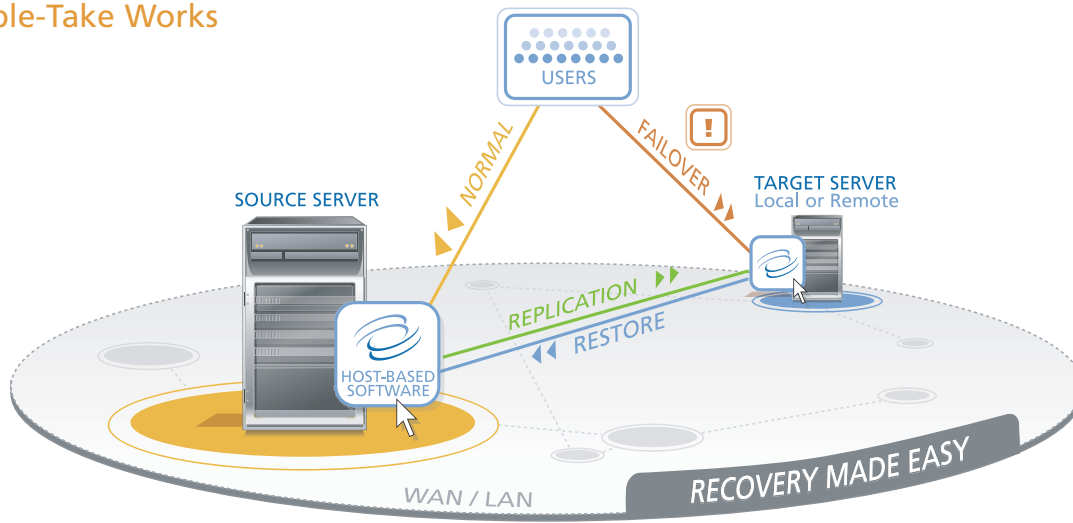 ble-Take Works
USERS
NORMAL
FAILOVER
!
SOURCE SERVER
TARGET SERVER
Local or Remote
REPLICATION
RESTORE
HOST-BASED
SOFTWARE
WAN / LAN
RECOVERY MADE EASY